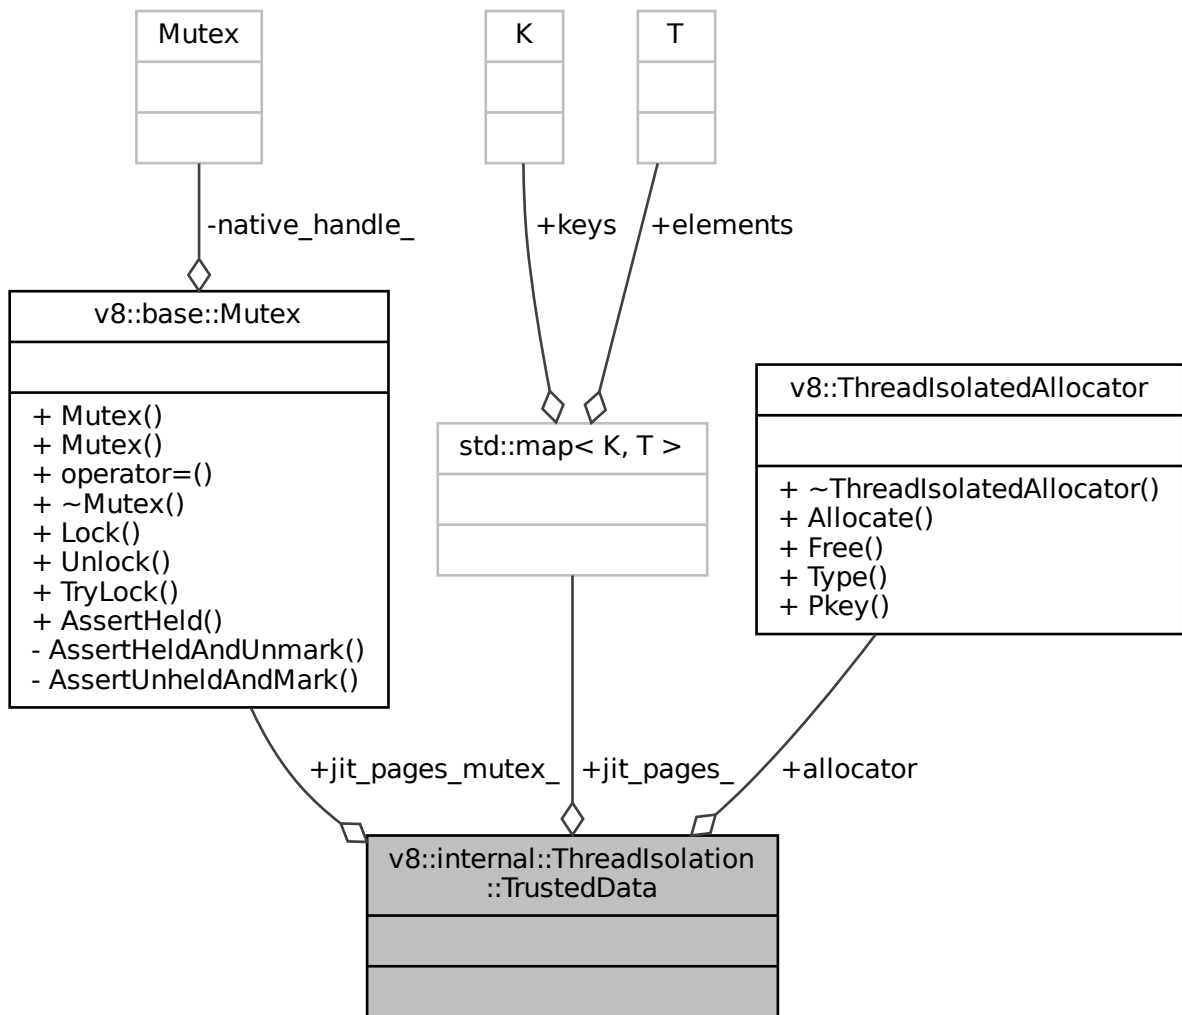 Mutex
K
T
-native_handle_
+keys
+elements
v8::base::Mutex
+ Mutex()
+ Mutex()
+ operator=()
+ ~Mutex()
+ Lock()
+ Unlock()
+ TryLock()
+ AssertHeld()
- AssertHeldAndUnmark()
- AssertUnheldAndMark()
std::map< K, T >
v8::ThreadIsolatedAllocator
+ ~ThreadIsolatedAllocator()
+ Allocate()
+ Free()
+ Type()
+ Pkey()
+jit_pages_mutex_
+jit_pages_
+allocator
v8::internal::ThreadIsolation
::TrustedData